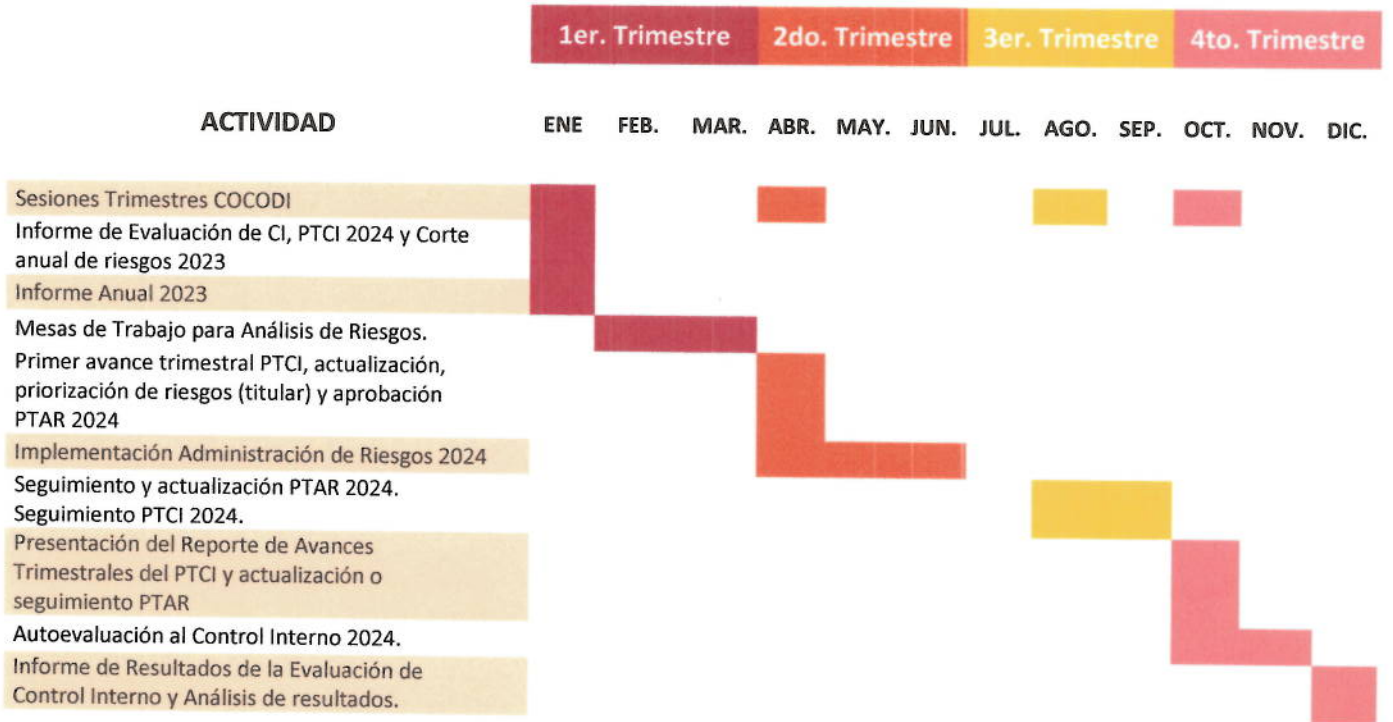 1er. Trimestre 2do. Trimestre 3er. Trimestre 4to. Trimestre
ACTIVIDAD ENE FEB. MAR. ABR. MAY. JUN. JUL. AGO. SEP. OCT. NOV. DIC.
Sesiones Trimestres COCODI
Informe de Evaluación de CI, PTCI 2024 y Corte
anual de riesgos 2023
Informe Anual 2023
Mesas de Trabajo para Análisis de Riesgos.
Primer avance trimestral PTCI, actualización,
priorización de riesgos (titular) y aprobación
PTAR 2024
Implementación Administración de Riesgos 2024
Seguimiento y actualización PTAR 2024.
Seguimiento PTCI 2024.
Presentación del Reporte de Avances
Trimestrales del PTCI y actualización o
seguimiento PTAR
Autoevaluación al Control Interno 2024.
Informe de Resultados de la Evaluación de
Control Interno y Análisis de resultados.